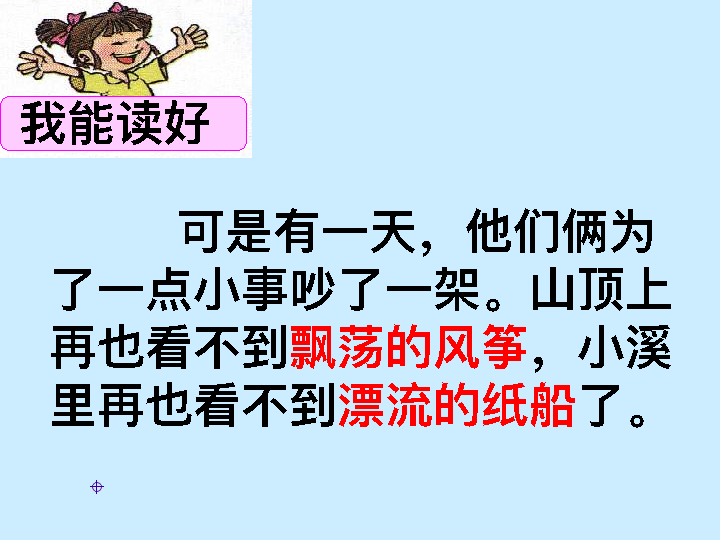 我能读好
可是有一天，他们俩为
了一点小事吵了一架。山顶上
再也看不到飘荡的风筝，小溪
里再也看不到漂流的纸船了。